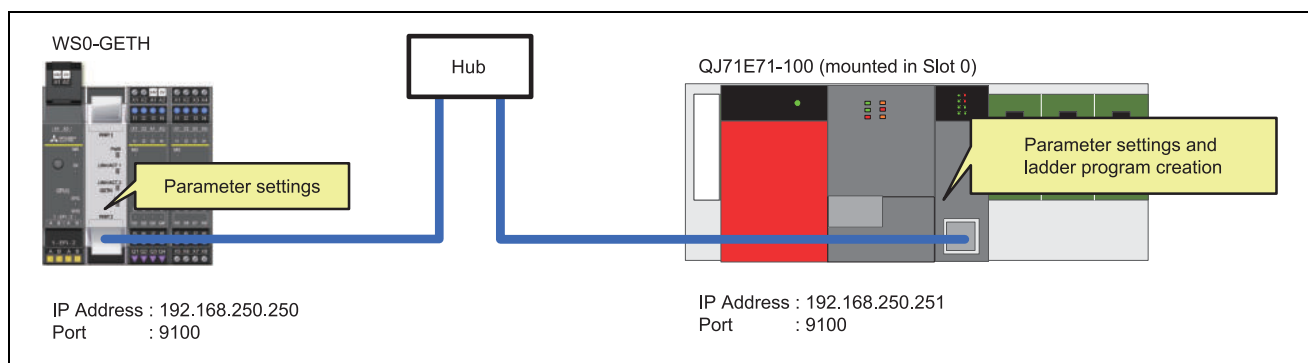 WS0-GETH
Hub
QJ71E71-100 (mounted in Slot 0)
Parameter settings
Parameter settings and
ladder program creation
IP Address : 192.168.250.250
Port : 9100
IP Address : 192.168.250.251
Port : 9100